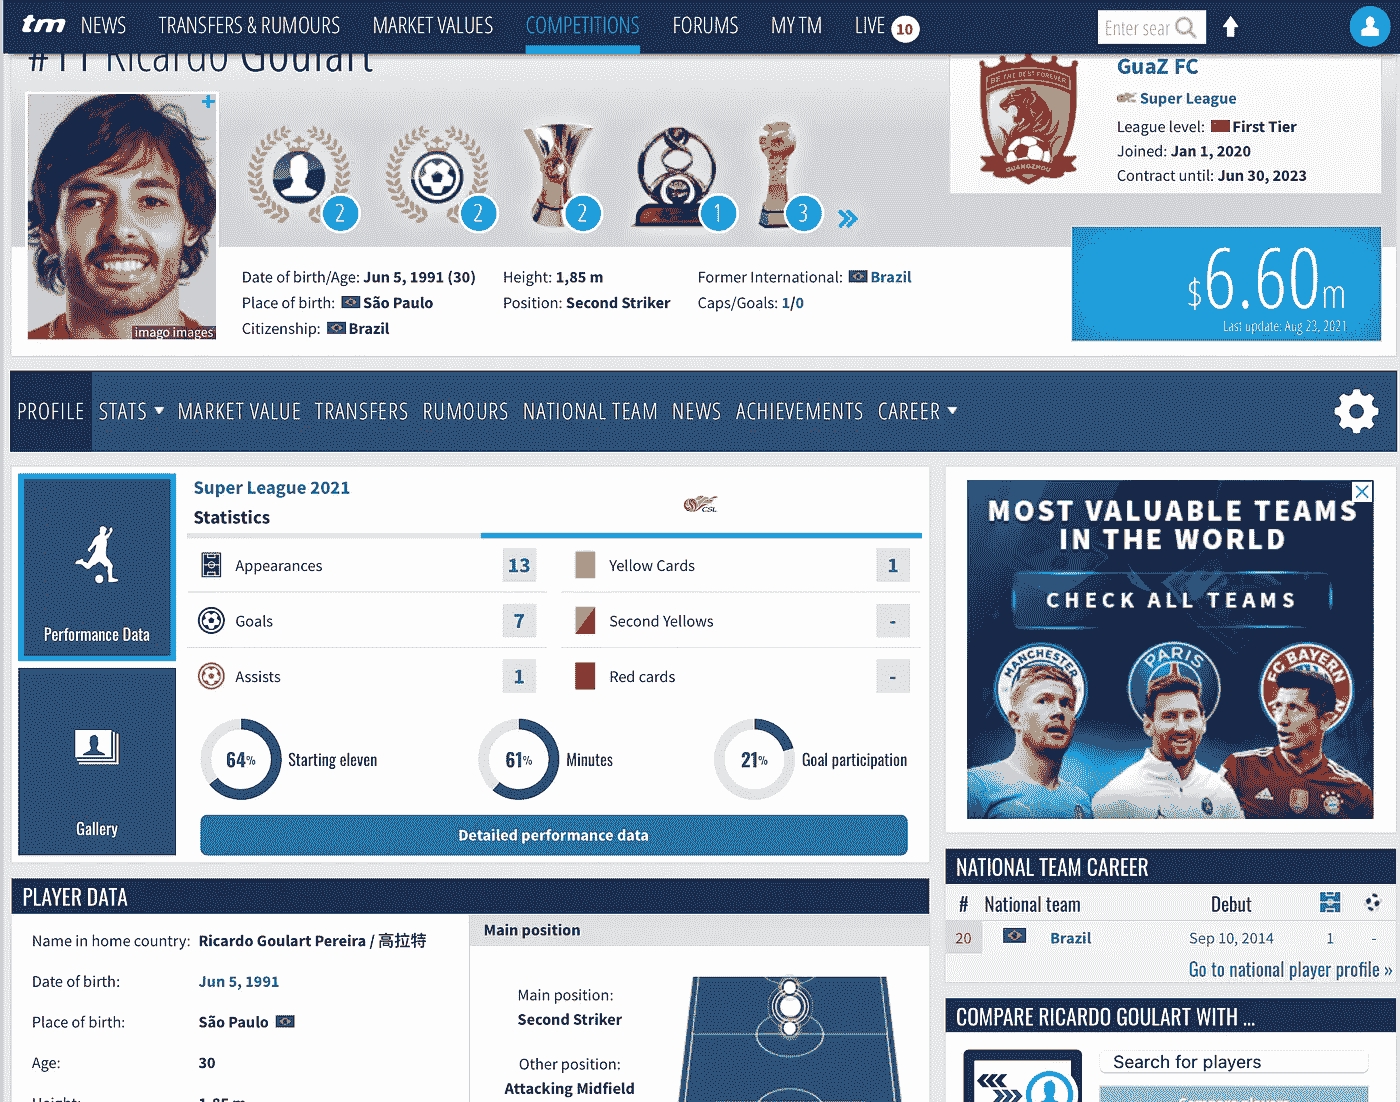 tm NEWS TRANSFERS & RUMOURS MARKET VALUES COMPETITIONS FORUMS MY TM LIVE 10 Enter sear
#11 Ricardo Goulart
imago images
2 2 2 1 3 »
Date of birth/Age: Jun 5, 1991 (30)
Place of birth: São Paulo
Citizenship: Brazil
Height: 1,85 m
Position: Second Striker
Former International: Brazil
Caps/Goals: 1/0
BE THE BEST FOREVER
GUANGZHOU
GuaZ FC
Super League
League level: First Tier
Joined: Jan 1, 2020
Contract until: Jun 30, 2023
$6.60m
Last update: Aug 23, 2021
PROFILE STATS MARKET VALUE TRANSFERS RUMOURS NATIONAL TEAM NEWS ACHIEVEMENTS CAREER
Performance Data
Gallery
Super League 2021
Statistics
CSL
Appearances 13
Yellow Cards 1
Goals 7
Second Yellows -
Assists 1
Red cards -
64% Starting eleven
61% Minutes
21% Goal participation
Detailed performance data
MOST VALUABLE TEAMS
IN THE WORLD
CHECK ALL TEAMS
MANCHESTER
PARIS
FC BAYERN
PLAYER DATA
Name in home country: Ricardo Goulart Pereira / 高拉特
Date of birth: Jun 5, 1991
Place of birth: São Paulo
Age: 30
Height: 1,85 m
Main position
Main position:
Second Striker
Other position:
Attacking Midfield
NATIONAL TEAM CAREER
# National team Debut
20 Brazil Sep 10, 2014 1 -
Go to national player profile »
COMPARE RICARDO GOULART WITH ...
Search for players